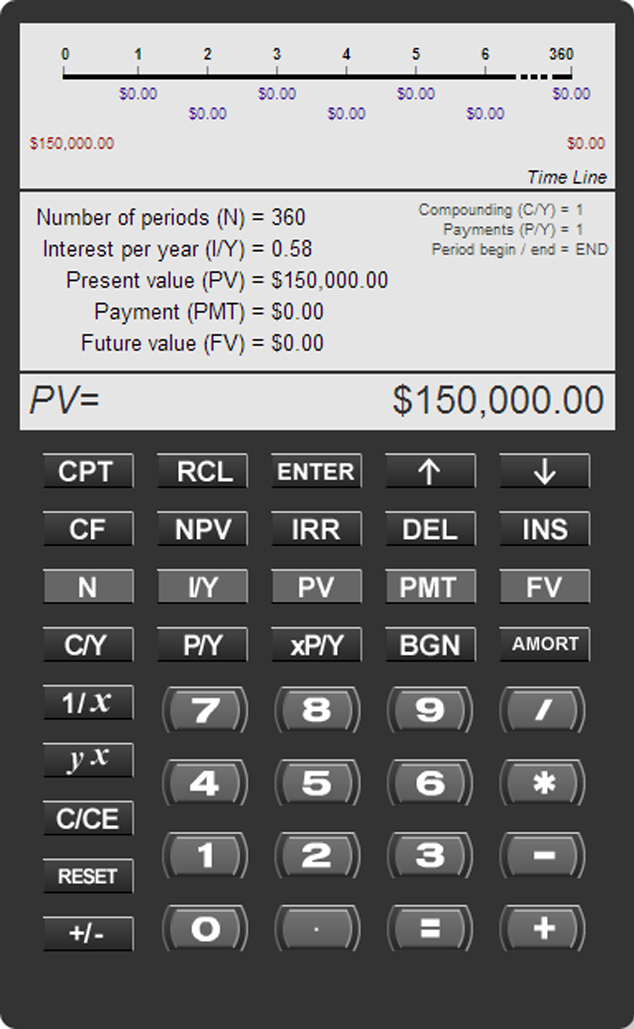 0 1 2 3 4 5 6 360
$0.00 $0.00 $0.00 $0.00
$0.00 $0.00 $0.00
$150,000.00 $0.00
Time Line
Number of periods (N) = 360
Interest per year (I/Y) = 0.58
Present value (PV) = $150,000.00
Payment (PMT) = $0.00
Future value (FV) = $0.00
Compounding (C/Y) = 1
Payments (P/Y) = 1
Period begin / end = END
PV= $150,000.00
CPT RCL ENTER ↑ ↓
CF NPV IRR DEL INS
N I/Y PV PMT FV
C/Y P/Y xP/Y BGN AMORT
1/x 7 8 9 /
y x 4 5 6 *
C/CE
1 2 3 -
RESET
+/- 0 . = +